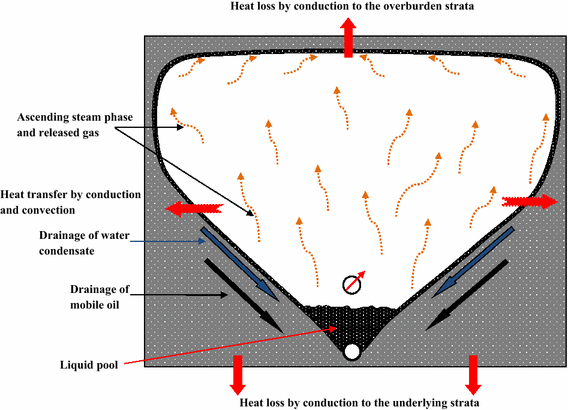 Heat loss by conduction to the overburden strata
Ascending steam phase
and released gas
Heat transfer by conduction
and convection
Drainage of water
condensate
Drainage of
mobile oil
Liquid pool
Heat loss by conduction to the underlying strata